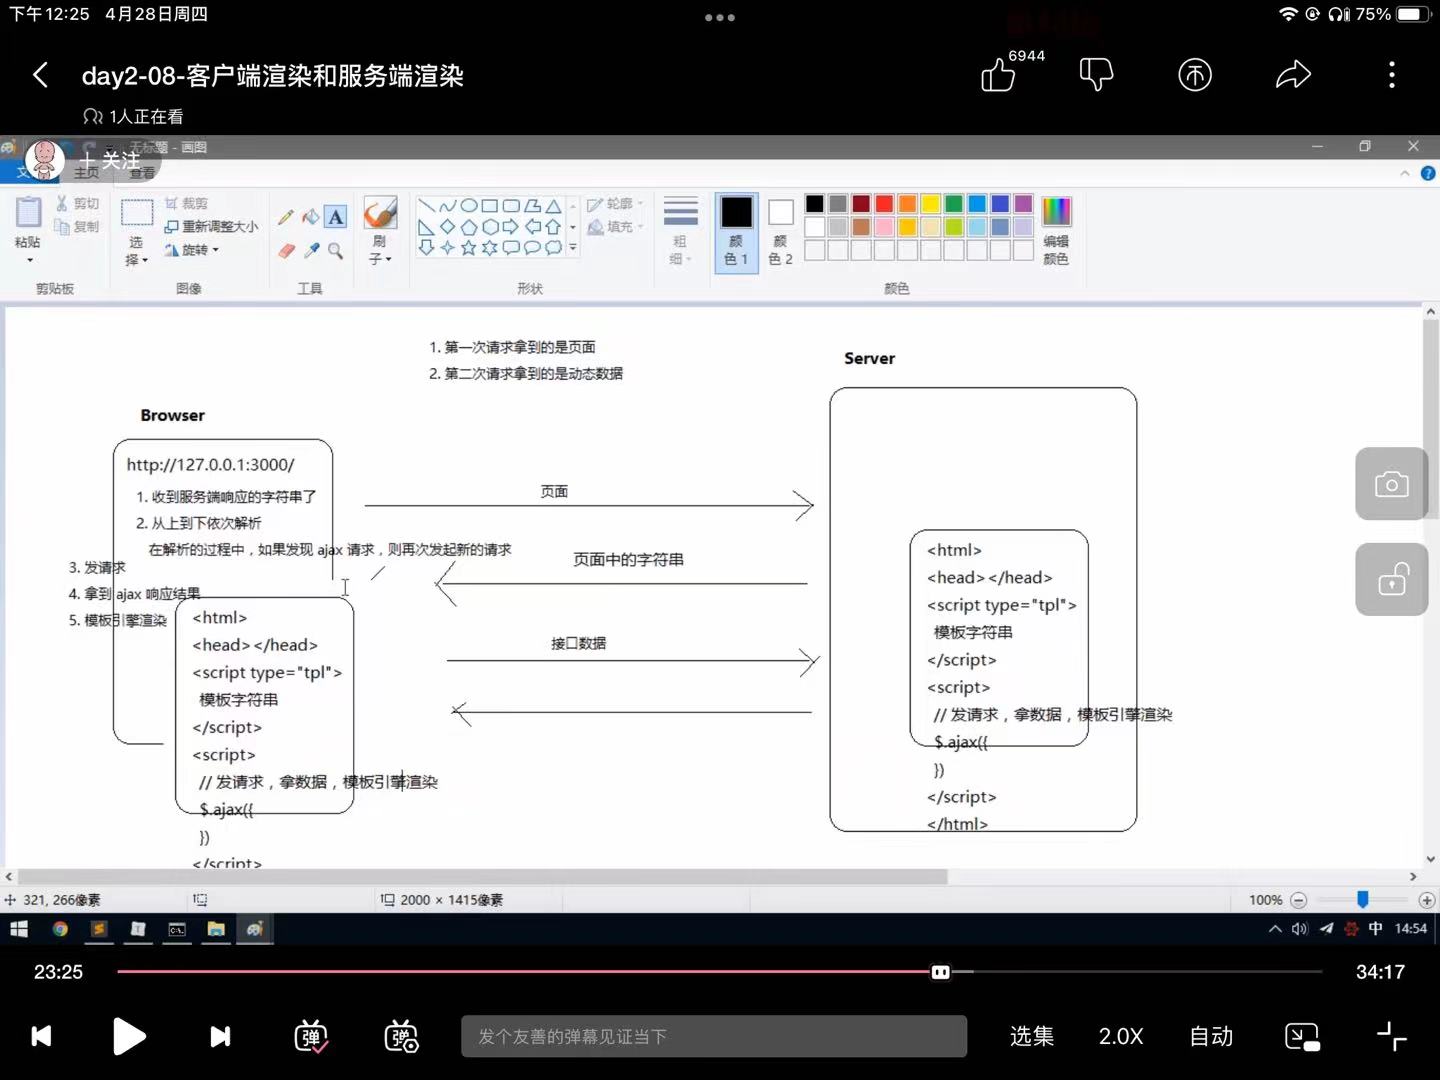 下午12:25 4月28日周四
75%
day2-08-客户端渲染和服务端渲染
6944
1人正在看
无标题 - 画图
关注
文
主页
查看
粘贴
剪切
复制
剪贴板
选择
裁剪
重新调整大小
旋转
图像
A
工具
刷子
轮廓
填充
形状
粗细
颜色 1
颜色 2
编辑颜色
颜色
1. 第一次请求拿到的是页面
2. 第二次请求拿到的是动态数据
Server
Browser
http://127.0.0.1:3000/
1. 收到服务端响应的字符串了
2. 从上到下依次解析
在解析的过程中，如果发现 ajax 请求，则再次发起新的请求
3. 发请求
4. 拿到 ajax 响应结果
5. 模板引擎渲染
<html>
<head></head>
<script type="tpl">
模板字符串
</script>
<script>
// 发请求，拿数据，模板引擎渲染
$.ajax({
})
</script>
页面
页面中的字符串
接口数据
<html>
<head></head>
<script type="tpl">
模板字符串
</script>
<script>
// 发请求，拿数据，模板引擎渲染
$.ajax({
})
</script>
</html>
321, 266像素
2000 × 1415像素
100%
中
14:54
23:25
34:17
弹
弹
发个友善的弹幕见证当下
选集
2.0X
自动